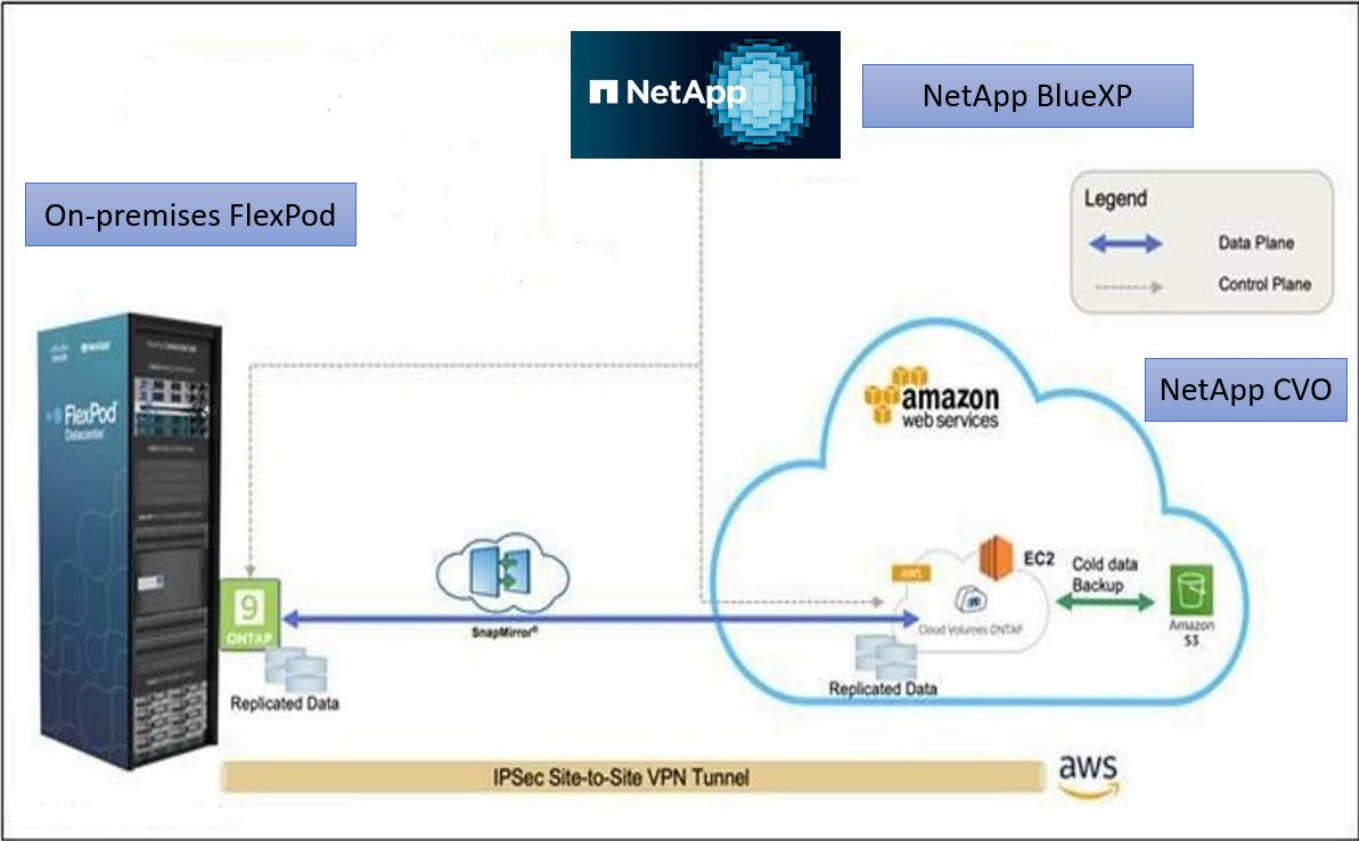 NetApp
NetApp BlueXP
On-premises FlexPod
Legend
Data Plane
Control Plane
NetApp CVO
amazon
web services
FlexPod
Datacenter
9
ONTAP
Replicated Data
SnapMirror®
AWS
EC2
Cloud Volumes ONTAP
Replicated Data
Cold data
Backup
Amazon
S3
IPSec Site-to-Site VPN Tunnel
aws